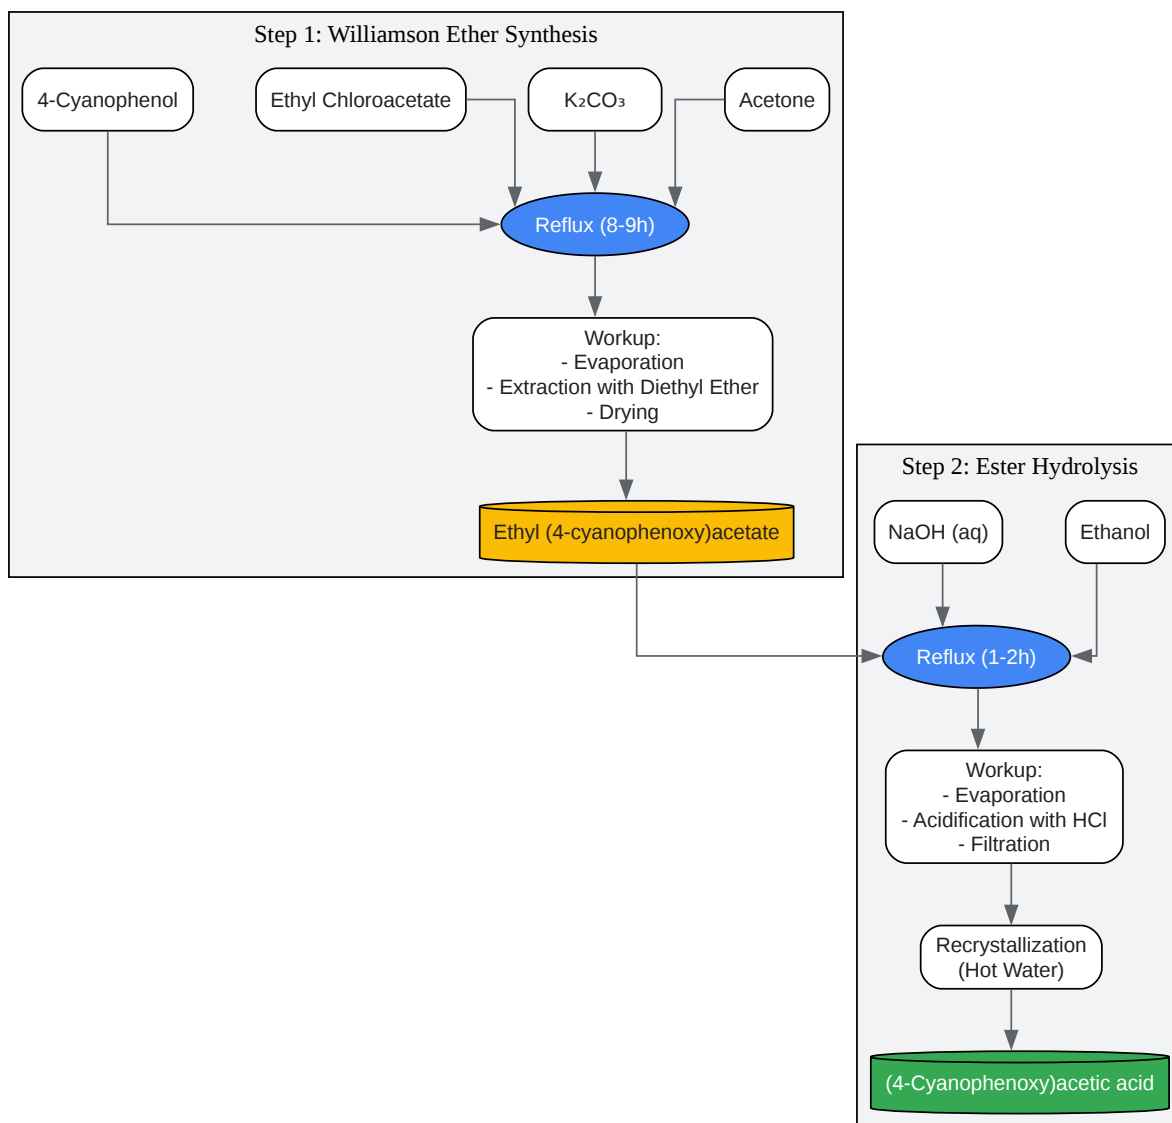 Step 1: Williamson Ether Synthesis
4-Cyanophenol
Ethyl Chloroacetate
K₂CO₃
Acetone
Reflux (8-9h)
Workup:
- Evaporation
- Extraction with Diethyl Ether
- Drying
Ethyl (4-cyanophenoxy)acetate
Step 2: Ester Hydrolysis
NaOH (aq)
Ethanol
Reflux (1-2h)
Workup:
- Evaporation
- Acidification with HCl
- Filtration
Recrystallization
(Hot Water)
(4-Cyanophenoxy)acetic acid